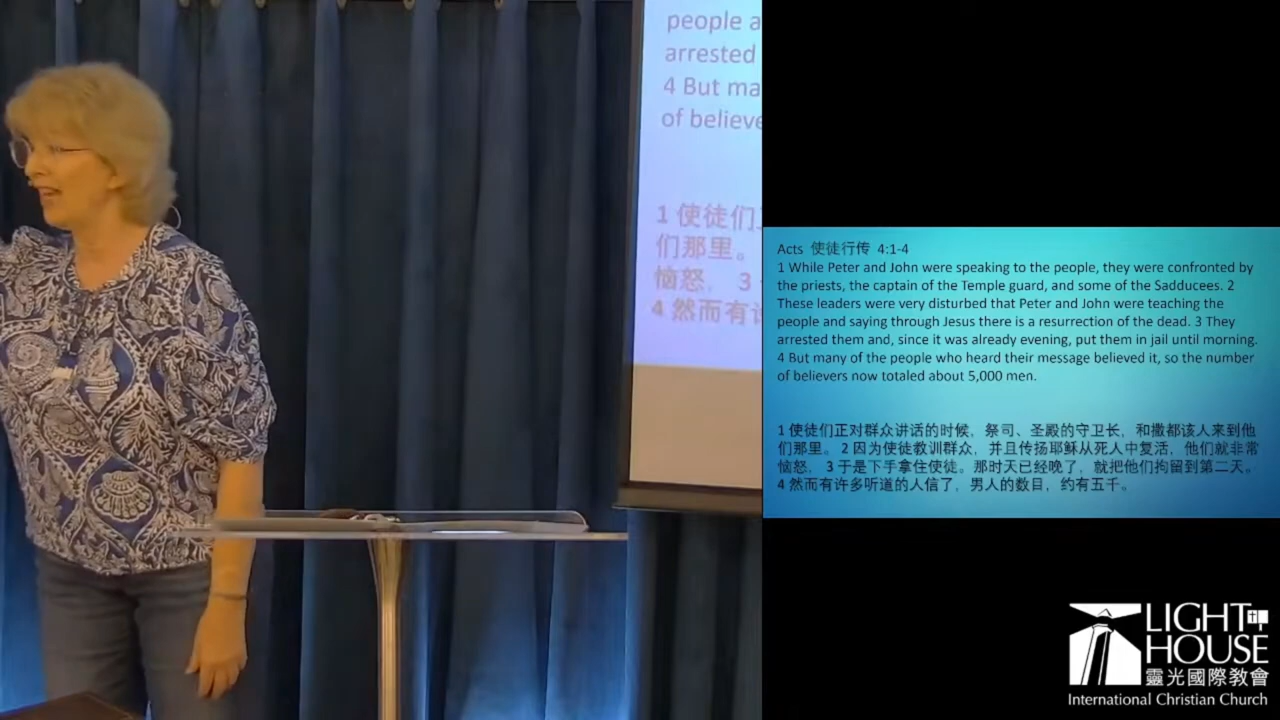 people a
arrested
4 But ma
of believe
1 使徒们
们那里。
恼怒， 3
4 然而有
Acts 使徒行传 4:1-4
1 While Peter and John were speaking to the people, they were confronted by
the priests, the captain of the Temple guard, and some of the Sadducees. 2
These leaders were very disturbed that Peter and John were teaching the
people and saying through Jesus there is a resurrection of the dead. 3 They
arrested them and, since it was already evening, put them in jail until morning.
4 But many of the people who heard their message believed it, so the number
of believers now totaled about 5,000 men.
1 使徒们正对群众讲话的时候，祭司、圣殿的守卫长，和撒都该人来到他
们那里。 2 因为使徒教训群众，并且传扬耶稣从死人中复活，他们就非常
恼怒， 3 于是下手拿住使徒。那时天已经晚了，就把他们拘留到第二天。
4 然而有许多听道的人信了，男人的数目，约有五千。
LIGHT
HOUSE
靈光國際教會
International Christian Church